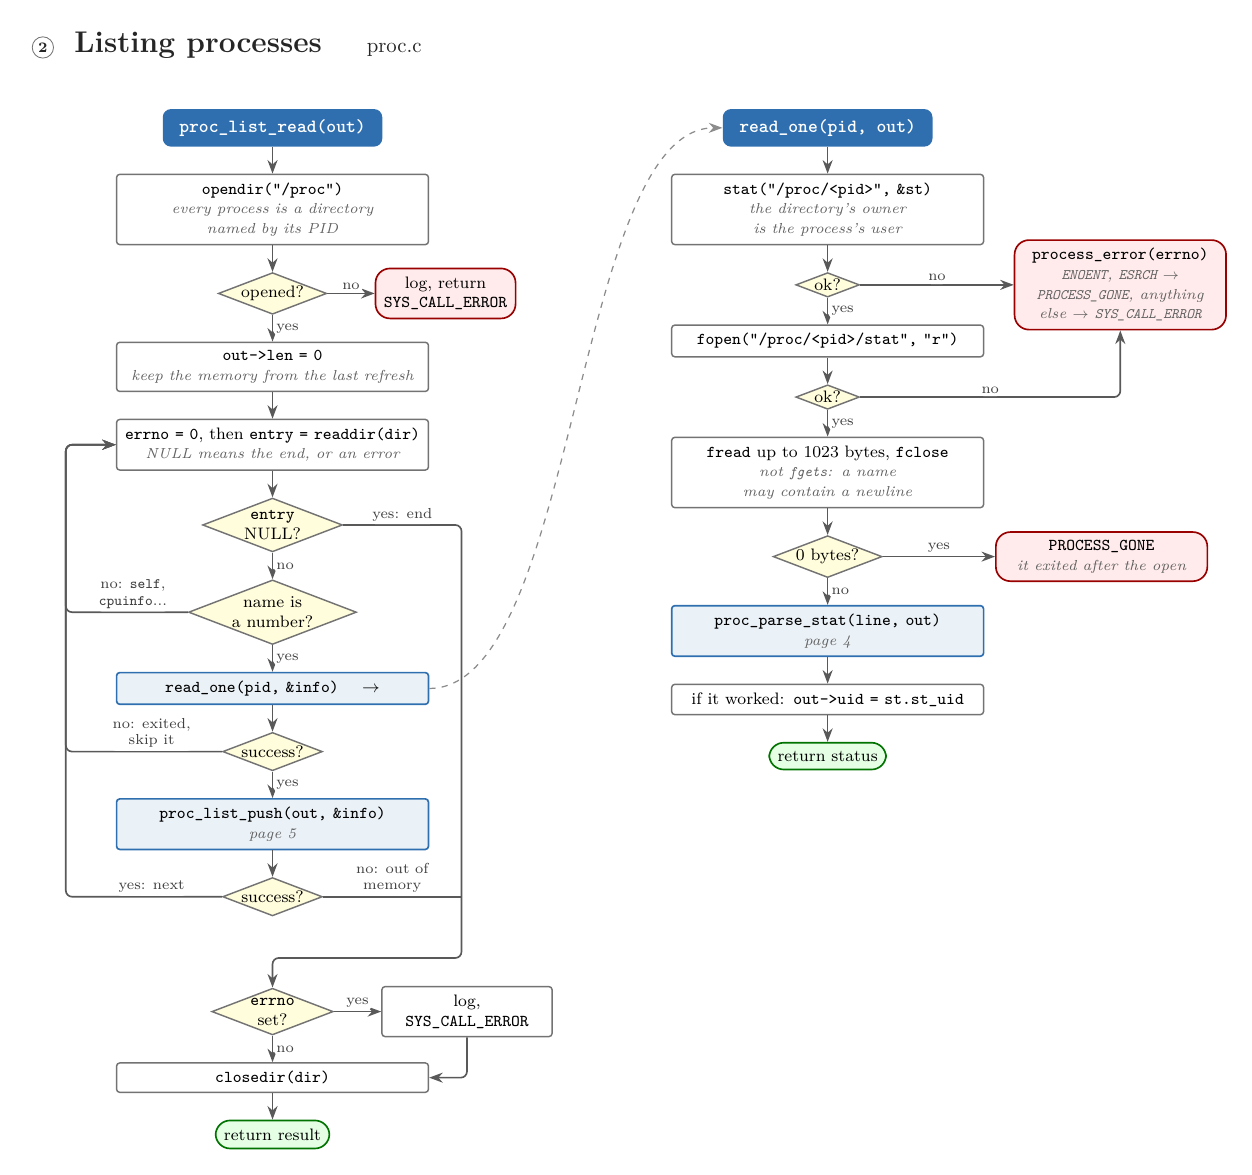 2 Listing processes proc.c
proc_list_read(out)
opendir("/proc")
every process is a directory
named by its PID
opened?
no
log, return
SYS_CALL_ERROR
yes
out->len = 0
keep the memory from the last refresh
errno = 0, then entry = readdir(dir)
NULL means the end, or an error
entry
NULL?
yes: end
no
name is
a number?
no: self,
cpuinfo...
yes
read_one(pid, &info) →
success?
no: exited,
skip it
yes
proc_list_push(out, &info)
page 5
success?
yes: next
no: out of
memory
errno
set?
yes
log,
SYS_CALL_ERROR
no
closedir(dir)
return result
read_one(pid, out)
stat("/proc/<pid>", &st)
the directory's owner
is the process's user
ok?
no
process_error(errno)
ENOENT, ESRCH →
PROCESS_GONE, anything
else → SYS_CALL_ERROR
yes
fopen("/proc/<pid>/stat", "r")
ok?
no
yes
fread up to 1023 bytes, fclose
not fgets: a name
may contain a newline
0 bytes?
yes
PROCESS_GONE
it exited after the open
no
proc_parse_stat(line, out)
page 4
if it worked: out->uid = st.st_uid
return status